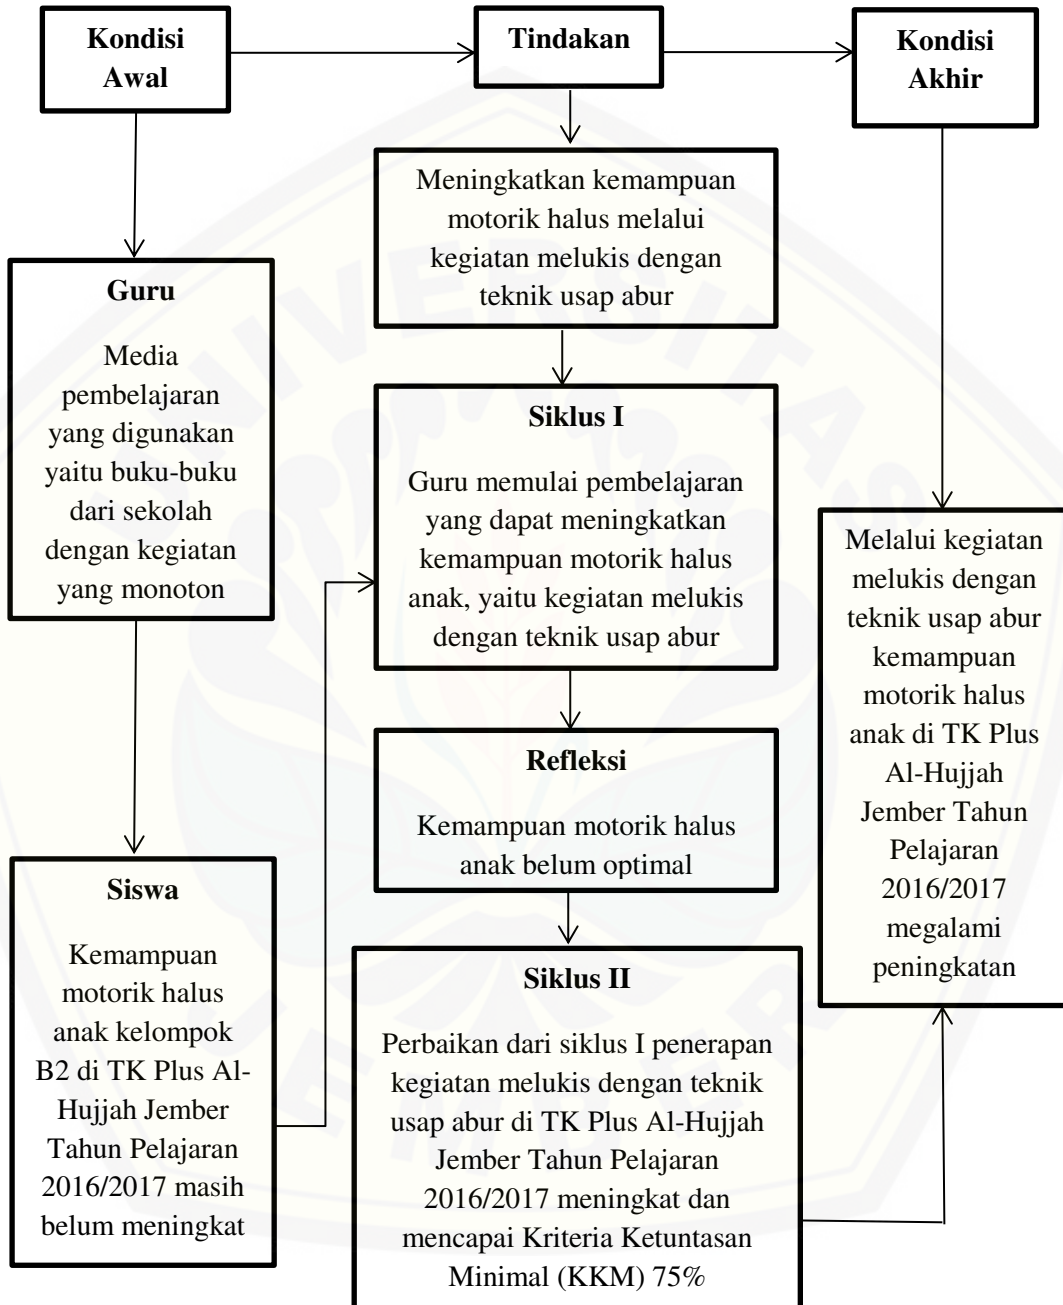 Kondisi
Awal
Tindakan
Kondisi
Akhir
Meningkatkan kemampuan
motorik halus melalui
kegiatan melukis dengan
teknik usap abur
Guru
Media
pembelajaran
yang digunakan
yaitu buku-buku
dari sekolah
dengan kegiatan
yang monoton
Siklus I
Guru memulai pembelajaran
yang dapat meningkatkan
kemampuan motorik halus
anak, yaitu kegiatan melukis
dengan teknik usap abur
Melalui kegiatan
melukis dengan
teknik usap abur
kemampuan
motorik halus
anak di TK Plus
Al-Hujjah
Jember Tahun
Pelajaran
2016/2017
megalami
peningkatan
Refleksi
Kemampuan motorik halus
anak belum optimal
Siswa
Kemampuan
motorik halus
anak kelompok
B2 di TK Plus Al-
Hujjah Jember
Tahun Pelajaran
2016/2017 masih
belum meningkat
Siklus II
Perbaikan dari siklus I penerapan
kegiatan melukis dengan teknik
usap abur di TK Plus Al-Hujjah
Jember Tahun Pelajaran
2016/2017 meningkat dan
mencapai Kriteria Ketuntasan
Minimal (KKM) 75%
UNIVERSITAS
JEMBER